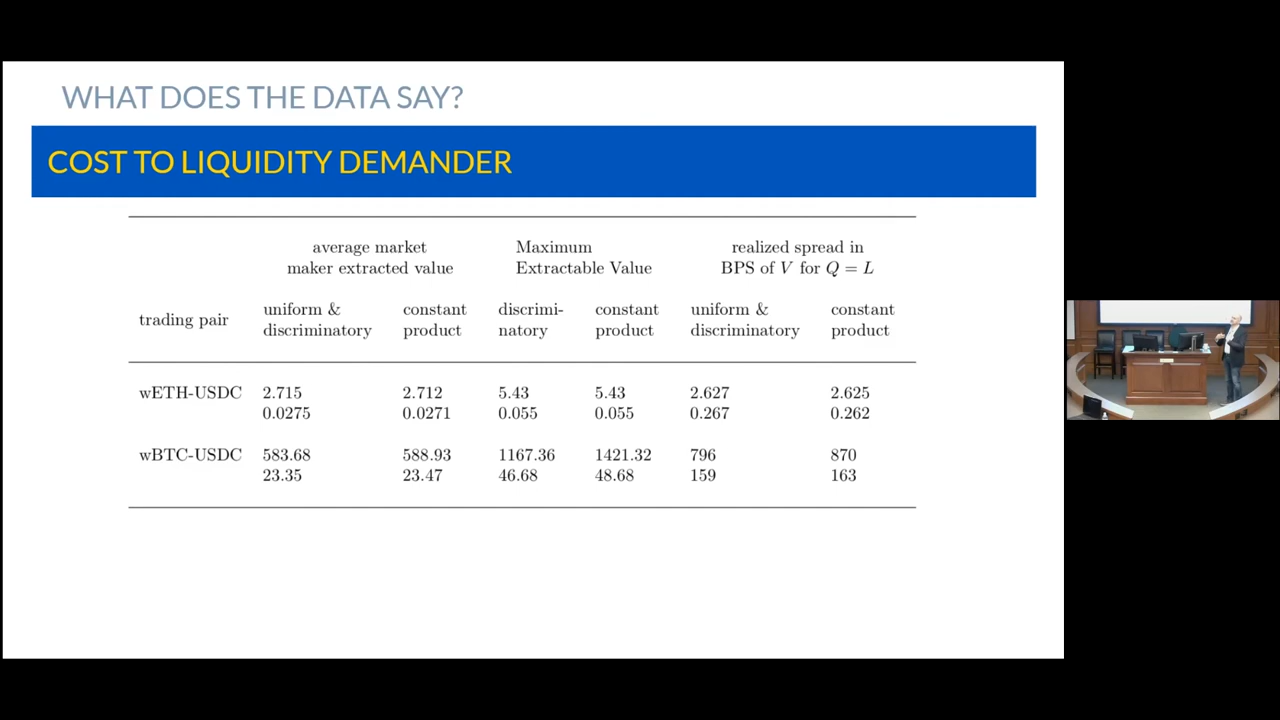 WHAT DOES THE DATA SAY?
COST TO LIQUIDITY DEMANDER
average market Maximum realized spread in
maker extracted value Extractable Value BPS of V for Q = L
uniform & constant discrimi- constant uniform & constant
trading pair
discriminatory product natory product discriminatory product
wETH-USDC 2.715 2.712 5.43 5.43 2.627 2.625
0.0275 0.0271 0.055 0.055 0.267 0.262
wBTC-USDC 583.68 588.93 1167.36 1421.32 796 870
23.35 23.47 46.68 48.68 159 163